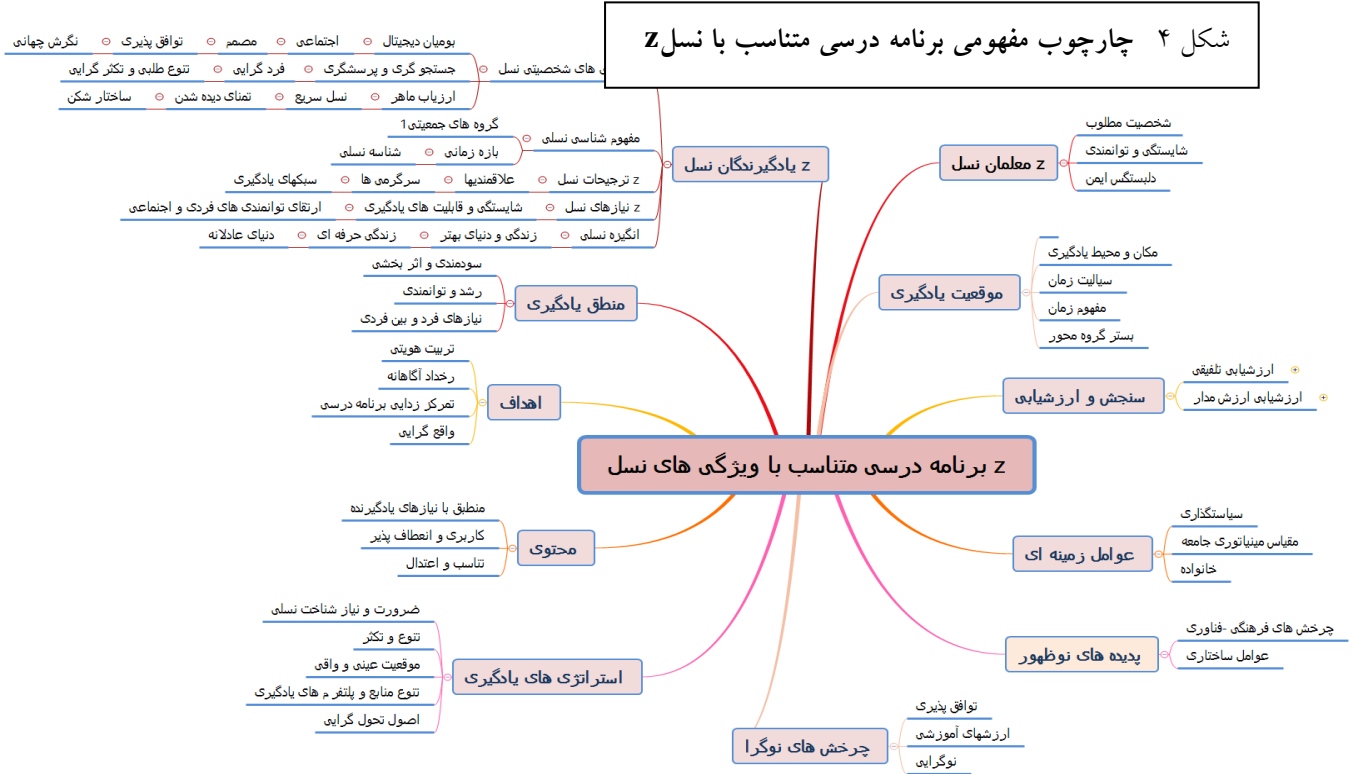 شکل ۴ چارچوب مفهومی برنامه درسی متناسب با نسل z
بومیان دیجیتال اجتماعی مصمم توافق پذیری نگرش چهانی
ی های شخصیتی نسل جستجو گری و پرسشگری فرد گرایی تنوع طلبی و تکثر گرایی
ارزیاب ماهر نسل سریع تمنای دیده شدن ساختار شکن
گروه های جمعیتی1
مفهوم شناسی نسلی
بازه زمانی شناسه نسلی
z یادگیرندگان نسل
z ترجیحات نسل علاقمندیها سرگرمی ها سبکهای یادگیری
z نیازهای نسل شایستگی و قابلیت های یادگیری ارتقای توانمندی های فردی و اجتماعی
انگیزه نسلی زندگی و دنیای بهتر زندگی حرفه ای دنیای عادلانه
z معلمان نسل
شخصیت مطلوب
شایستگی و توانمندی
دلبستگس ایمن
موقعیت یادگیری
مکان و محیط یادگیری
سیالیت زمان
مفهوم زمان
بستر گروه محور
منطق یادگیری
سودمندی و اثر بخشی
رشد و توانمندی
نیازهای فرد و بین فردی
سنجش و ارزشیابی
ارزشیابی تلفیقی
ارزشیابی ارزش مدار
اهداف
تربیت هویتی
رخداد آگاهانه
تمرکز زدایی برنامه درسی
واقع گرایی
z برنامه درسی متناسب با ویژگی های نسل
محتوی
منطبق با نیازهای یادگیرنده
کاربری و انعطاف پذیر
تناسب و اعتدال
عوامل زمینه ای
سیاستگذاری
مقیاس مینیاتوری جامعه
خانواده
استراتژی های یادگیری
ضرورت و نیاز شناخت نسلی
تنوع و تکثر
موقعیت عینی و واقی
تنوع منابع و پلتفر م های یادگیری
اصول تحول گرایی
پدیده های نوظهور
چرخش های فرهنگی -فناوری
عوامل ساختاری
چرخش های نوگرا
توافق پذیری
ارزشهای آموزشی
نوگرایی